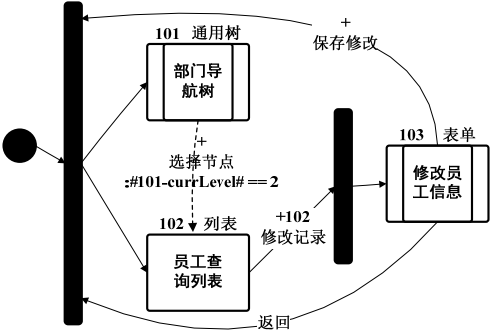 +
保存修改
101 通用树
部门导
航树
+
选择节点
:#101-currLevel# == 2
102 列表
员工查
询列表
+102
修改记录
103 表单
修改员
工信息
返回